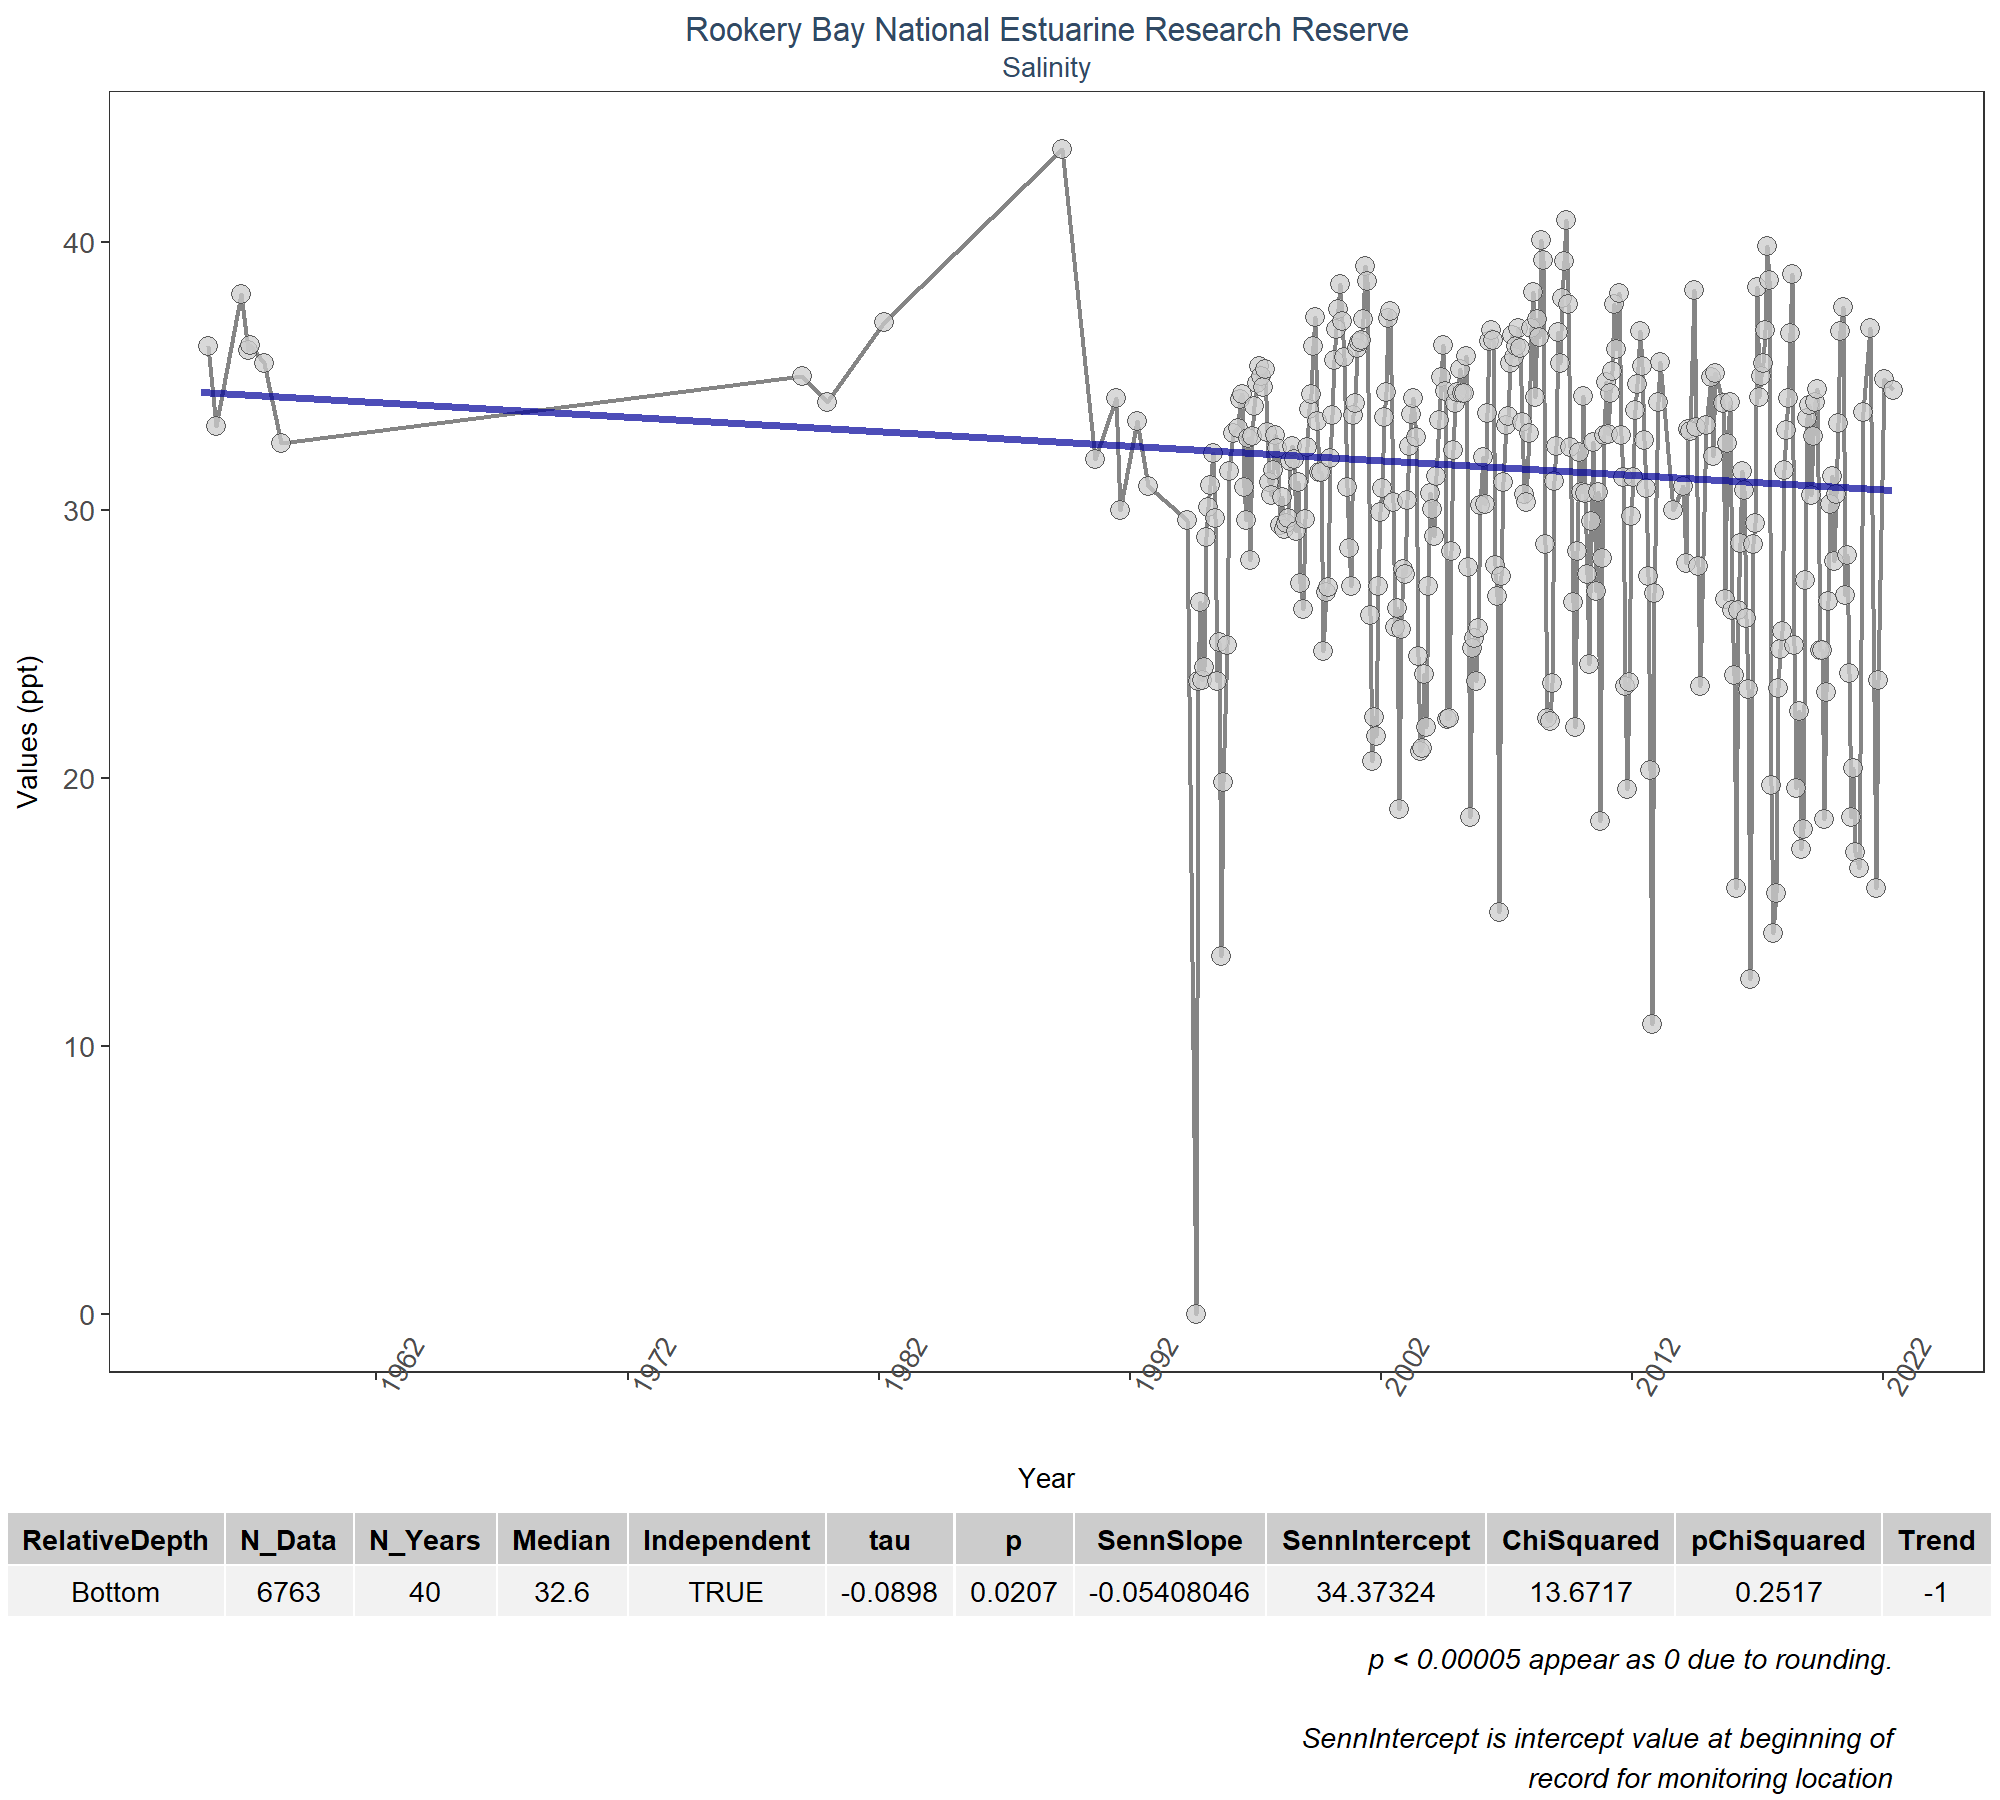 Rookery Bay National Estuarine Research Reserve
Salinity
Values (ppt)
40
30
20
10
0
1962 1972 1982 1992 2002 2012 2022
Year
RelativeDepth N_Data N_Years Median Independent tau p SennSlope SennIntercept ChiSquared pChiSquared Trend
Bottom 6763 40 32.6 TRUE -0.0898 0.0207 -0.05408046 34.37324 13.6717 0.2517 -1
p < 0.00005 appear as 0 due to rounding.
SennIntercept is intercept value at beginning of
record for monitoring location